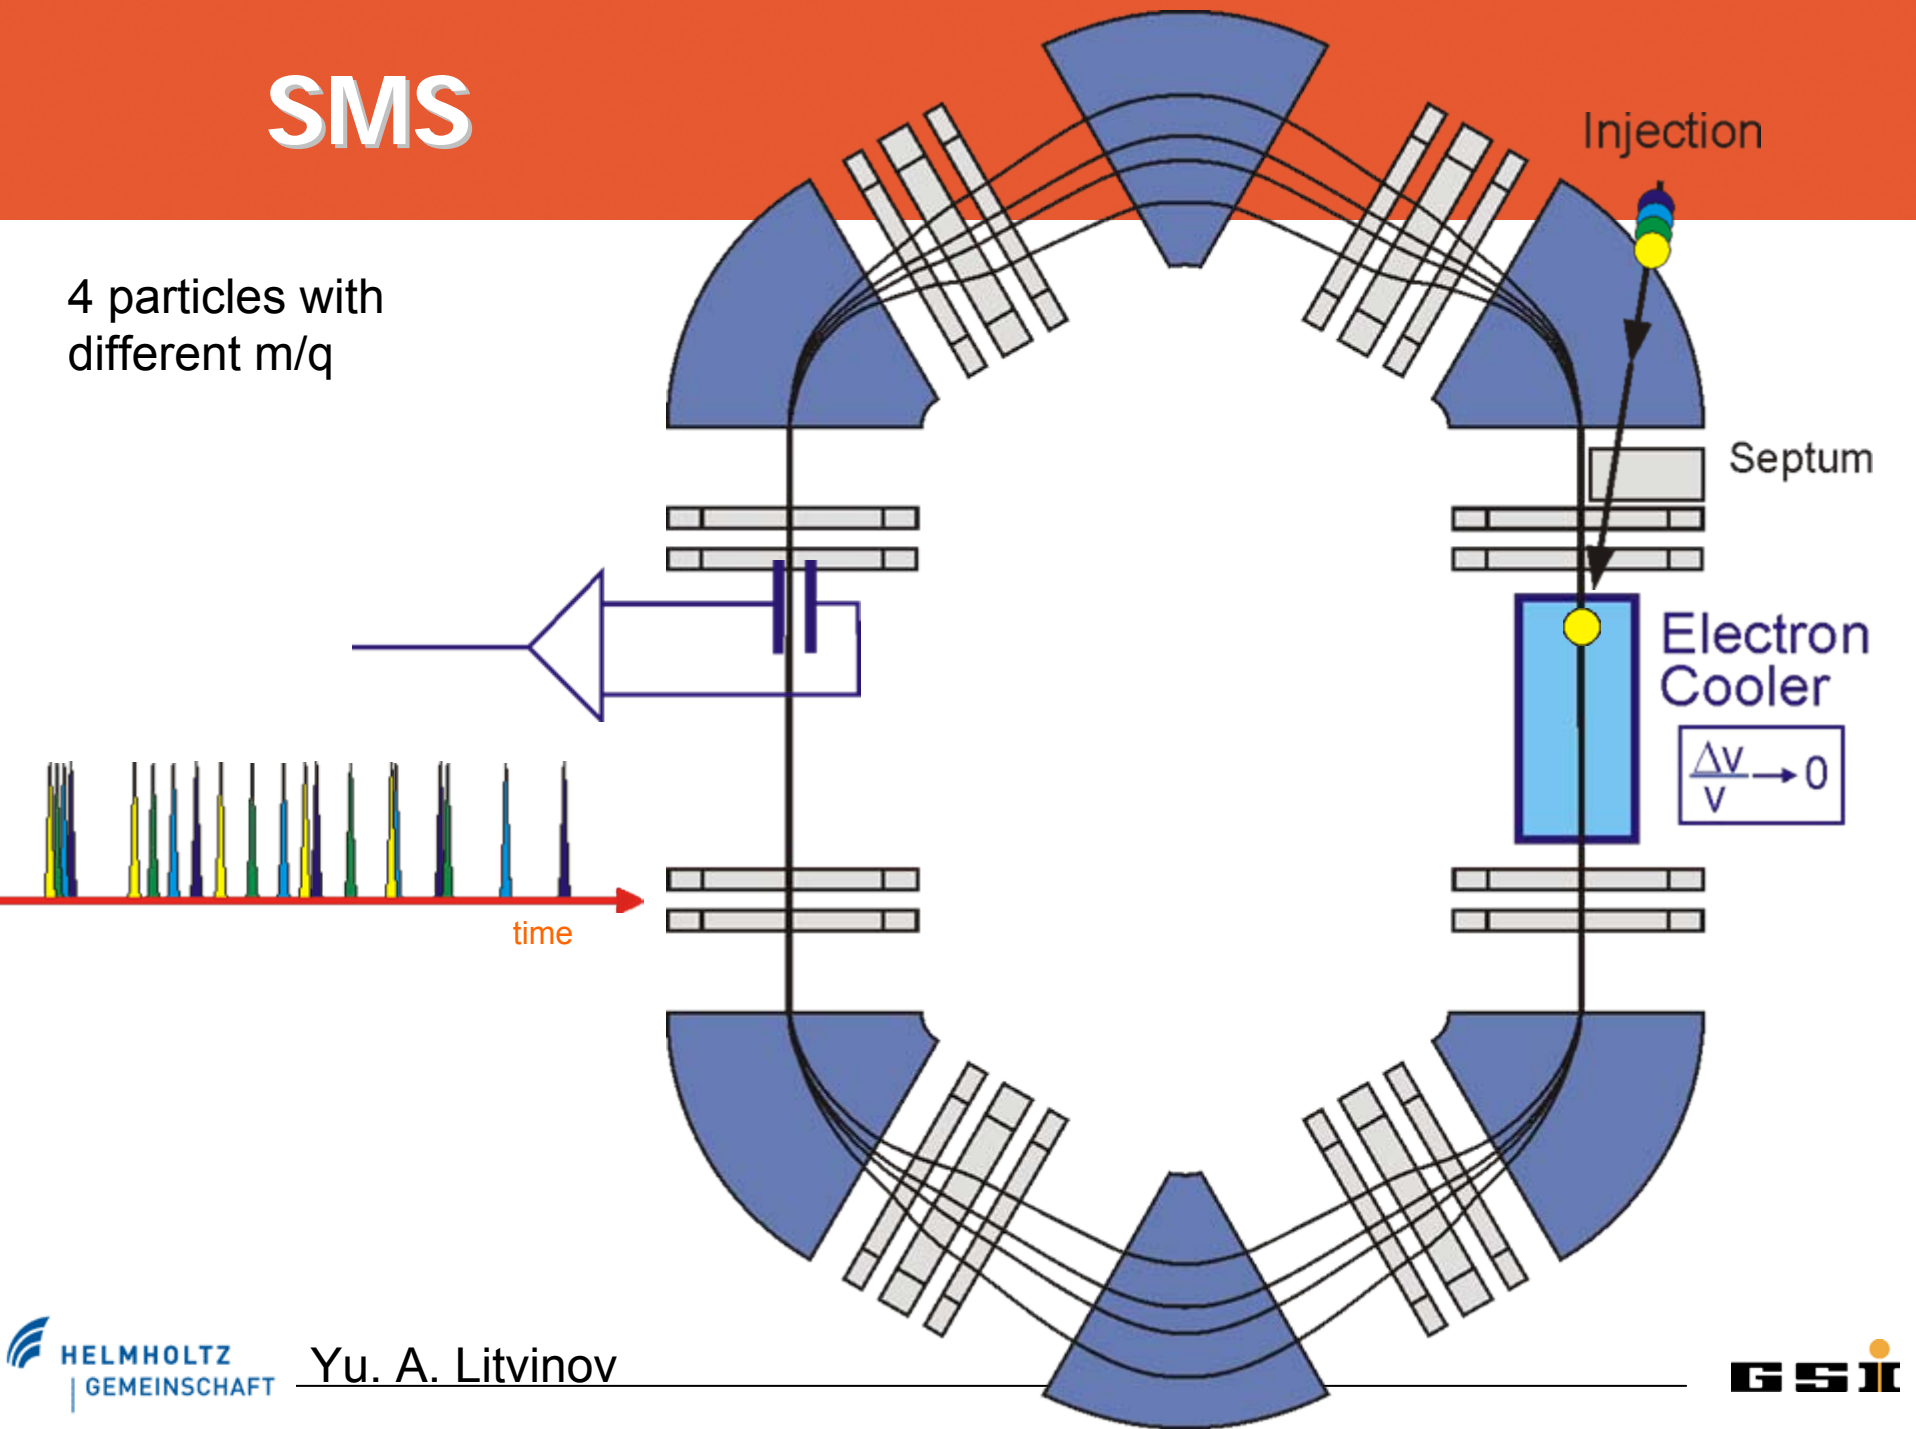 SMS
Injection
4 particles with
different m/q
Septum
Electron
Cooler
Δv
v
→ 0
time
HELMHOLTZ
GEMEINSCHAFT
Yu. A. Litvinov
GSI